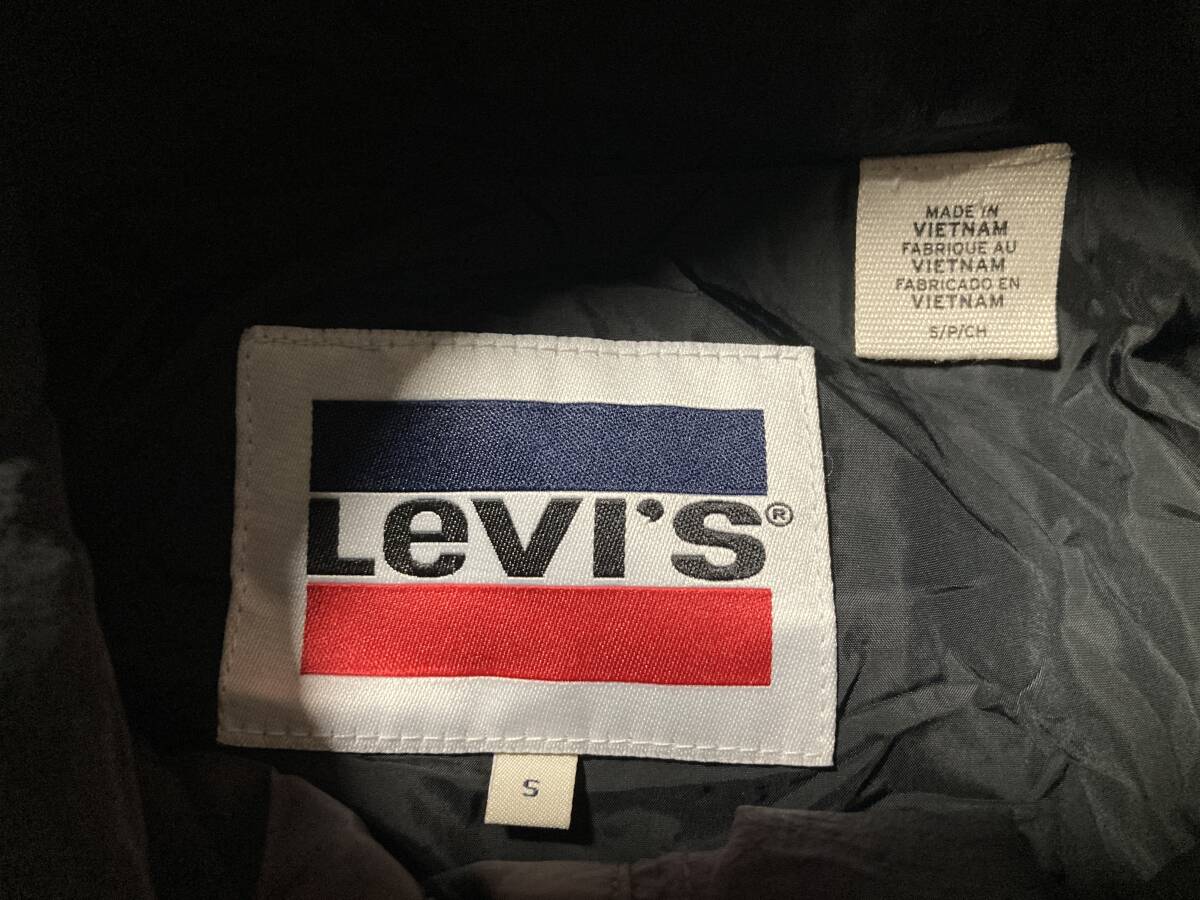 MADE IN
VIETNAM
FABRIQUE AU
VIETNAM
FABRICADO EN
VIETNAM
S/P/CH
Levi's®
S